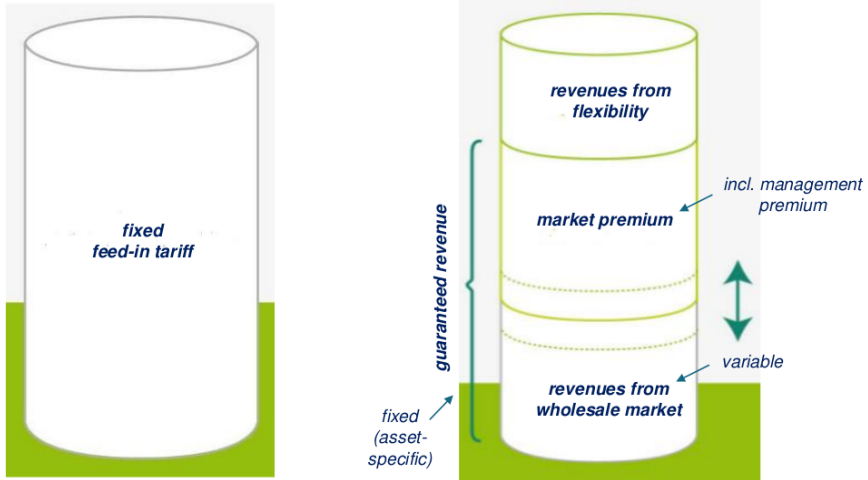 fixed
feed-in tariff
revenues from
flexibility
guaranteed revenue
market premium
incl. management
premium
variable
revenues from
wholesale market
fixed
(asset-
specific)